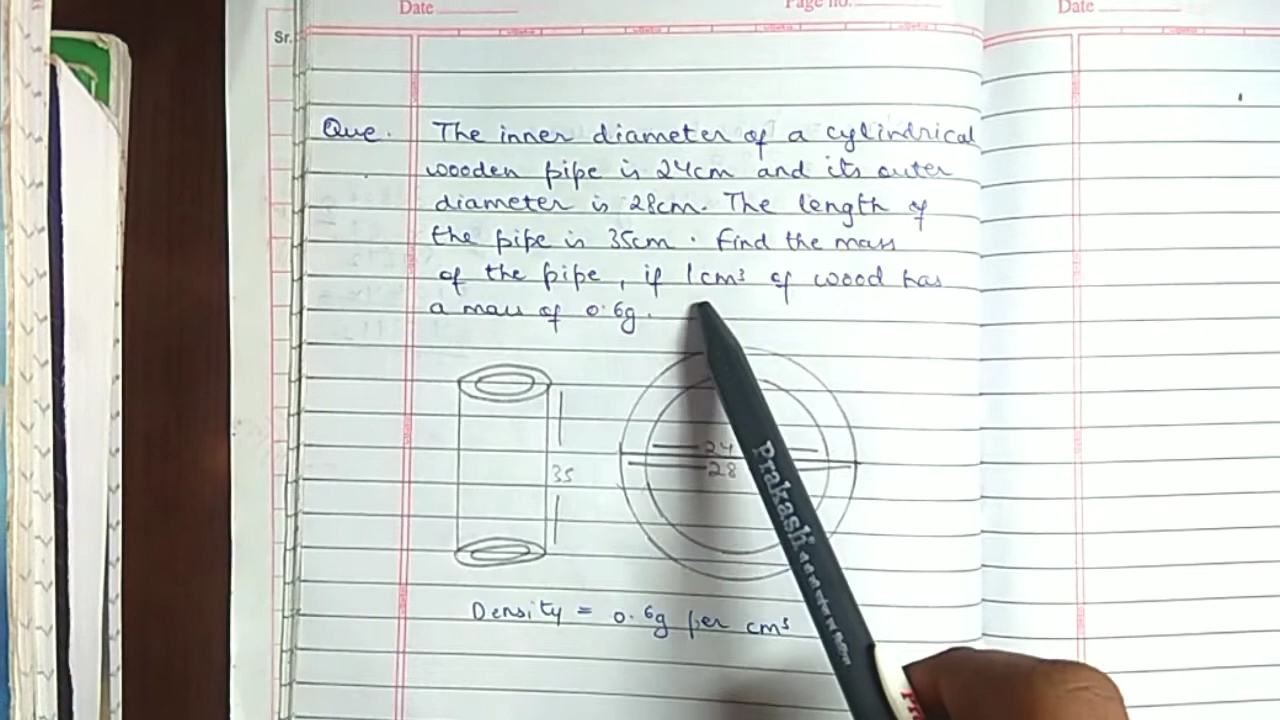 Date
Page no.
Date
Sr.
Que. The inner diameter of a cylindrical
wooden pipe is 24cm and its outer
diameter is 28cm. The length of
the pipe is 35cm. Find the mass
of the pipe, if 1cm³ of wood has
a mass of 0.6g.
35
24
28
Density = 0.6g per cm³
Prakash